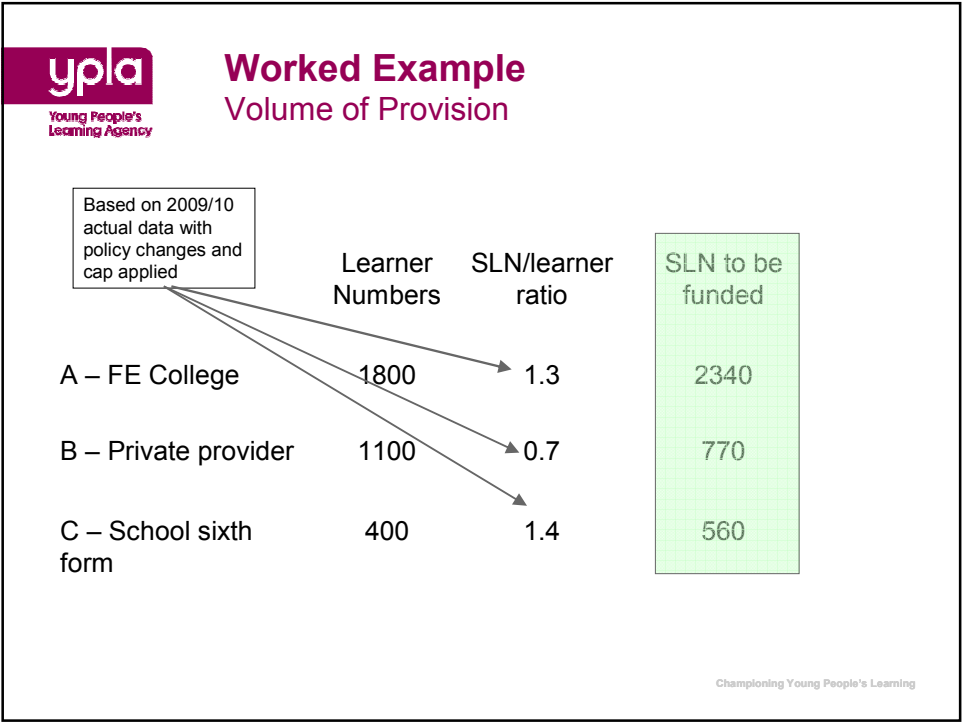 ypla
Young People's
Learning Agency
Worked Example
Volume of Provision
Based on 2009/10
actual data with
policy changes and
cap applied
Learner
Numbers
SLN/learner
ratio
SLN to be
funded
A – FE College 1800 1.3 2340
B – Private provider 1100 0.7 770
C – School sixth
form
400 1.4 560
Championing Young People's Learning